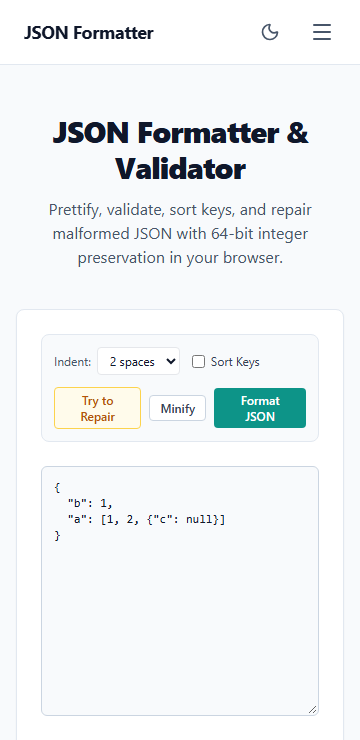 JSON Formatter
JSON Formatter &
Validator
Prettify, validate, sort keys, and repair
malformed JSON with 64-bit integer
preservation in your browser.
Indent: 2 spaces Sort Keys
Try to
Repair
Minify
Format
JSON
{
  "b": 1,
  "a": [1, 2, {"c": null}]
}